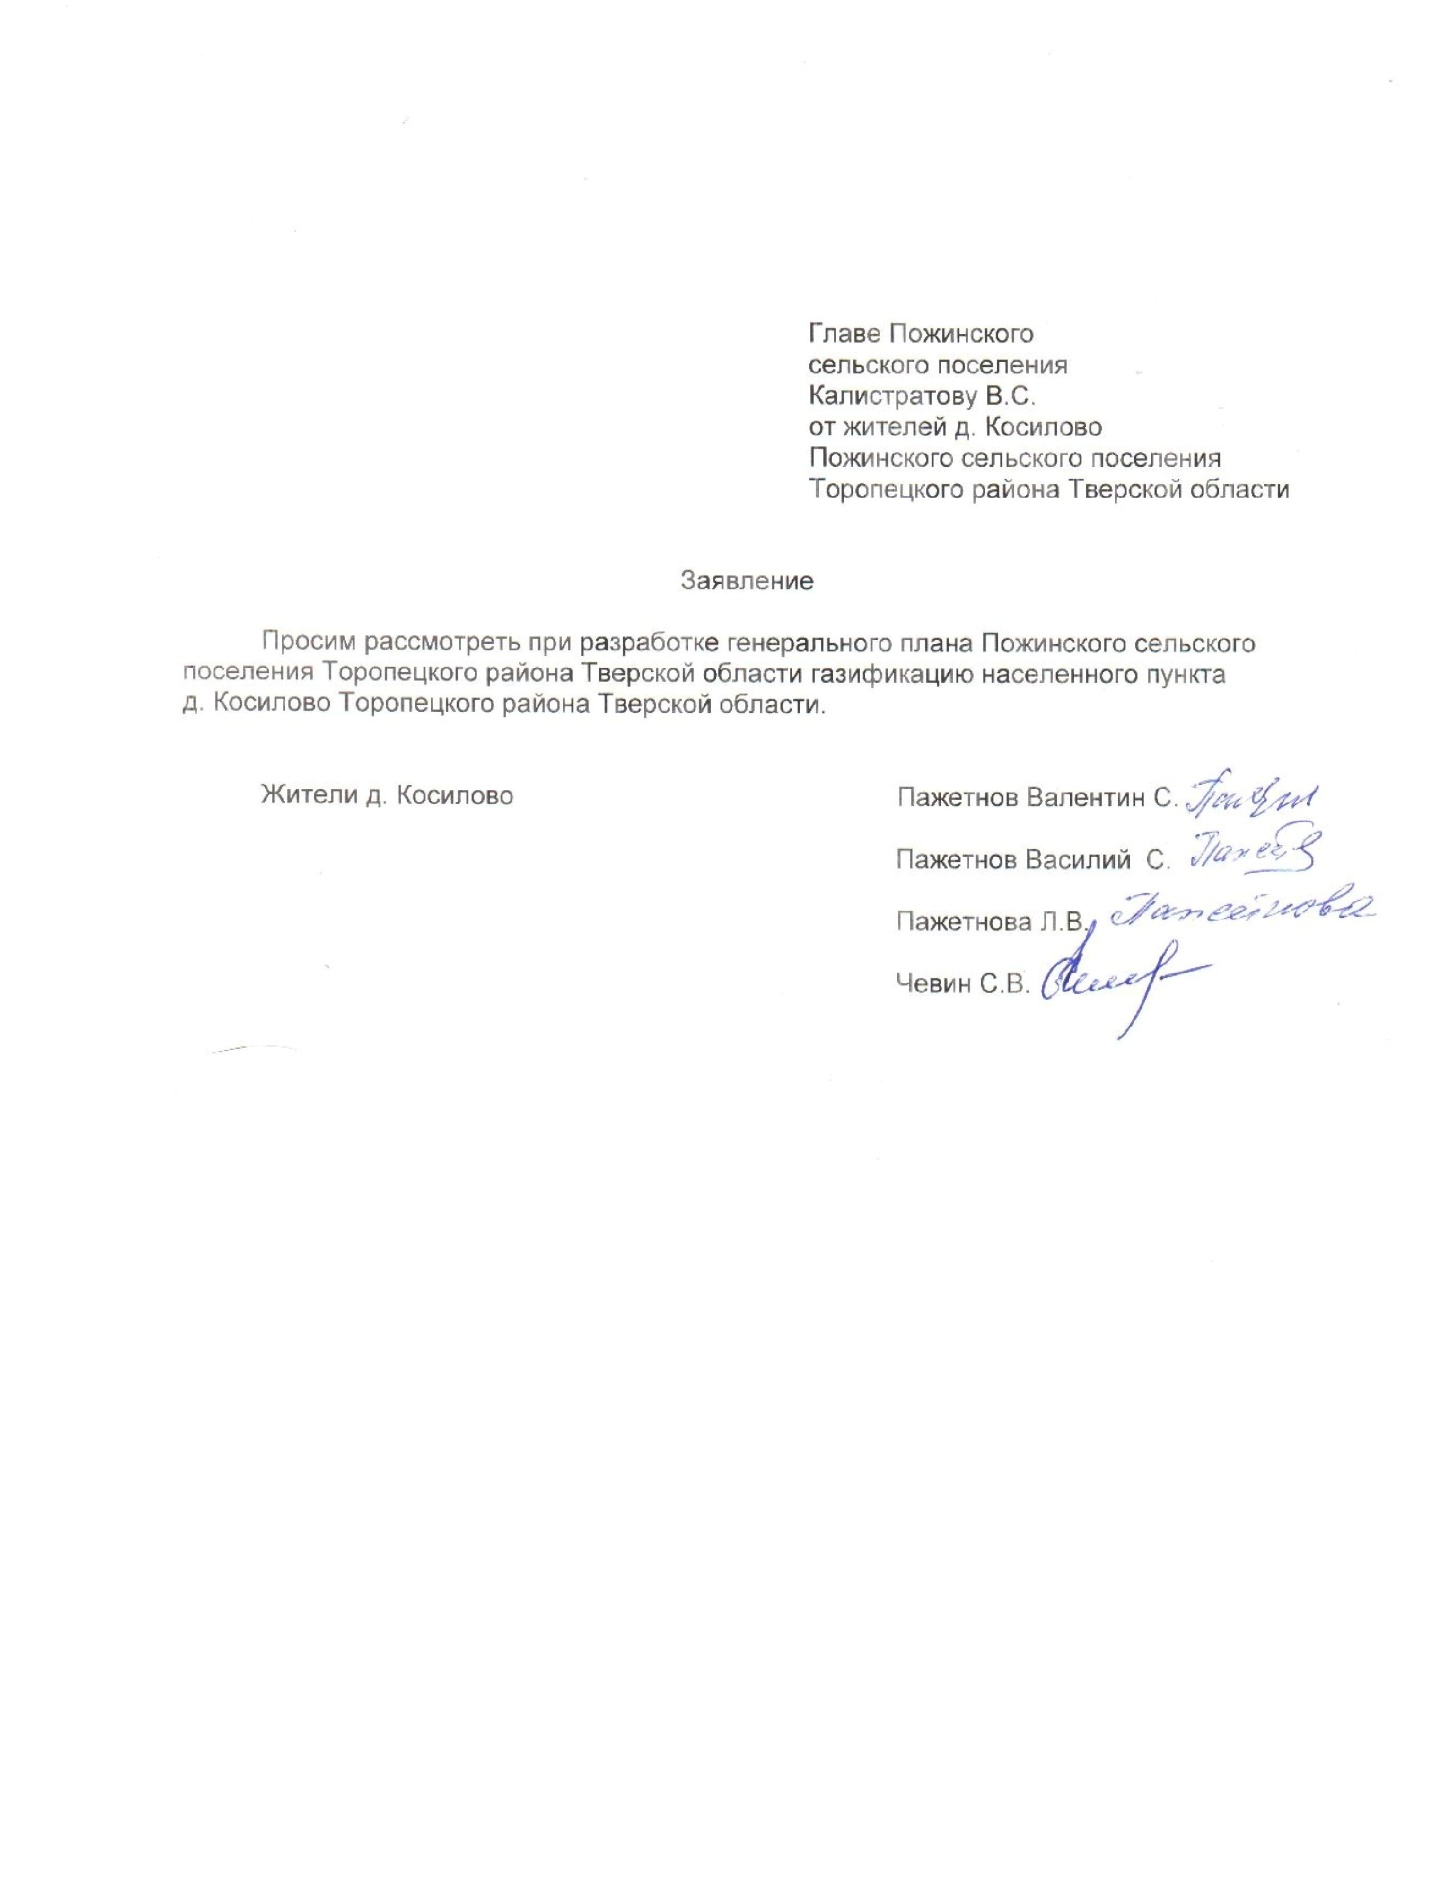 Главе Пожинского
сельского поселения
Калистратову В.С.
от жителей д. Косилово
Пожинского сельского поселения
Торопецкого района Тверской области
Заявление
Просим рассмотреть при разработке генерального плана Пожинского сельского
поселения Торопецкого района Тверской области газификацию населенного пункта
д. Косилово Торопецкого района Тверской области.
Жители д. Косилово
Пажетнов Валентин С.
Пажетнов Василий С.
Пажетнова Л.В. Пажетнова
Чевин С.В.